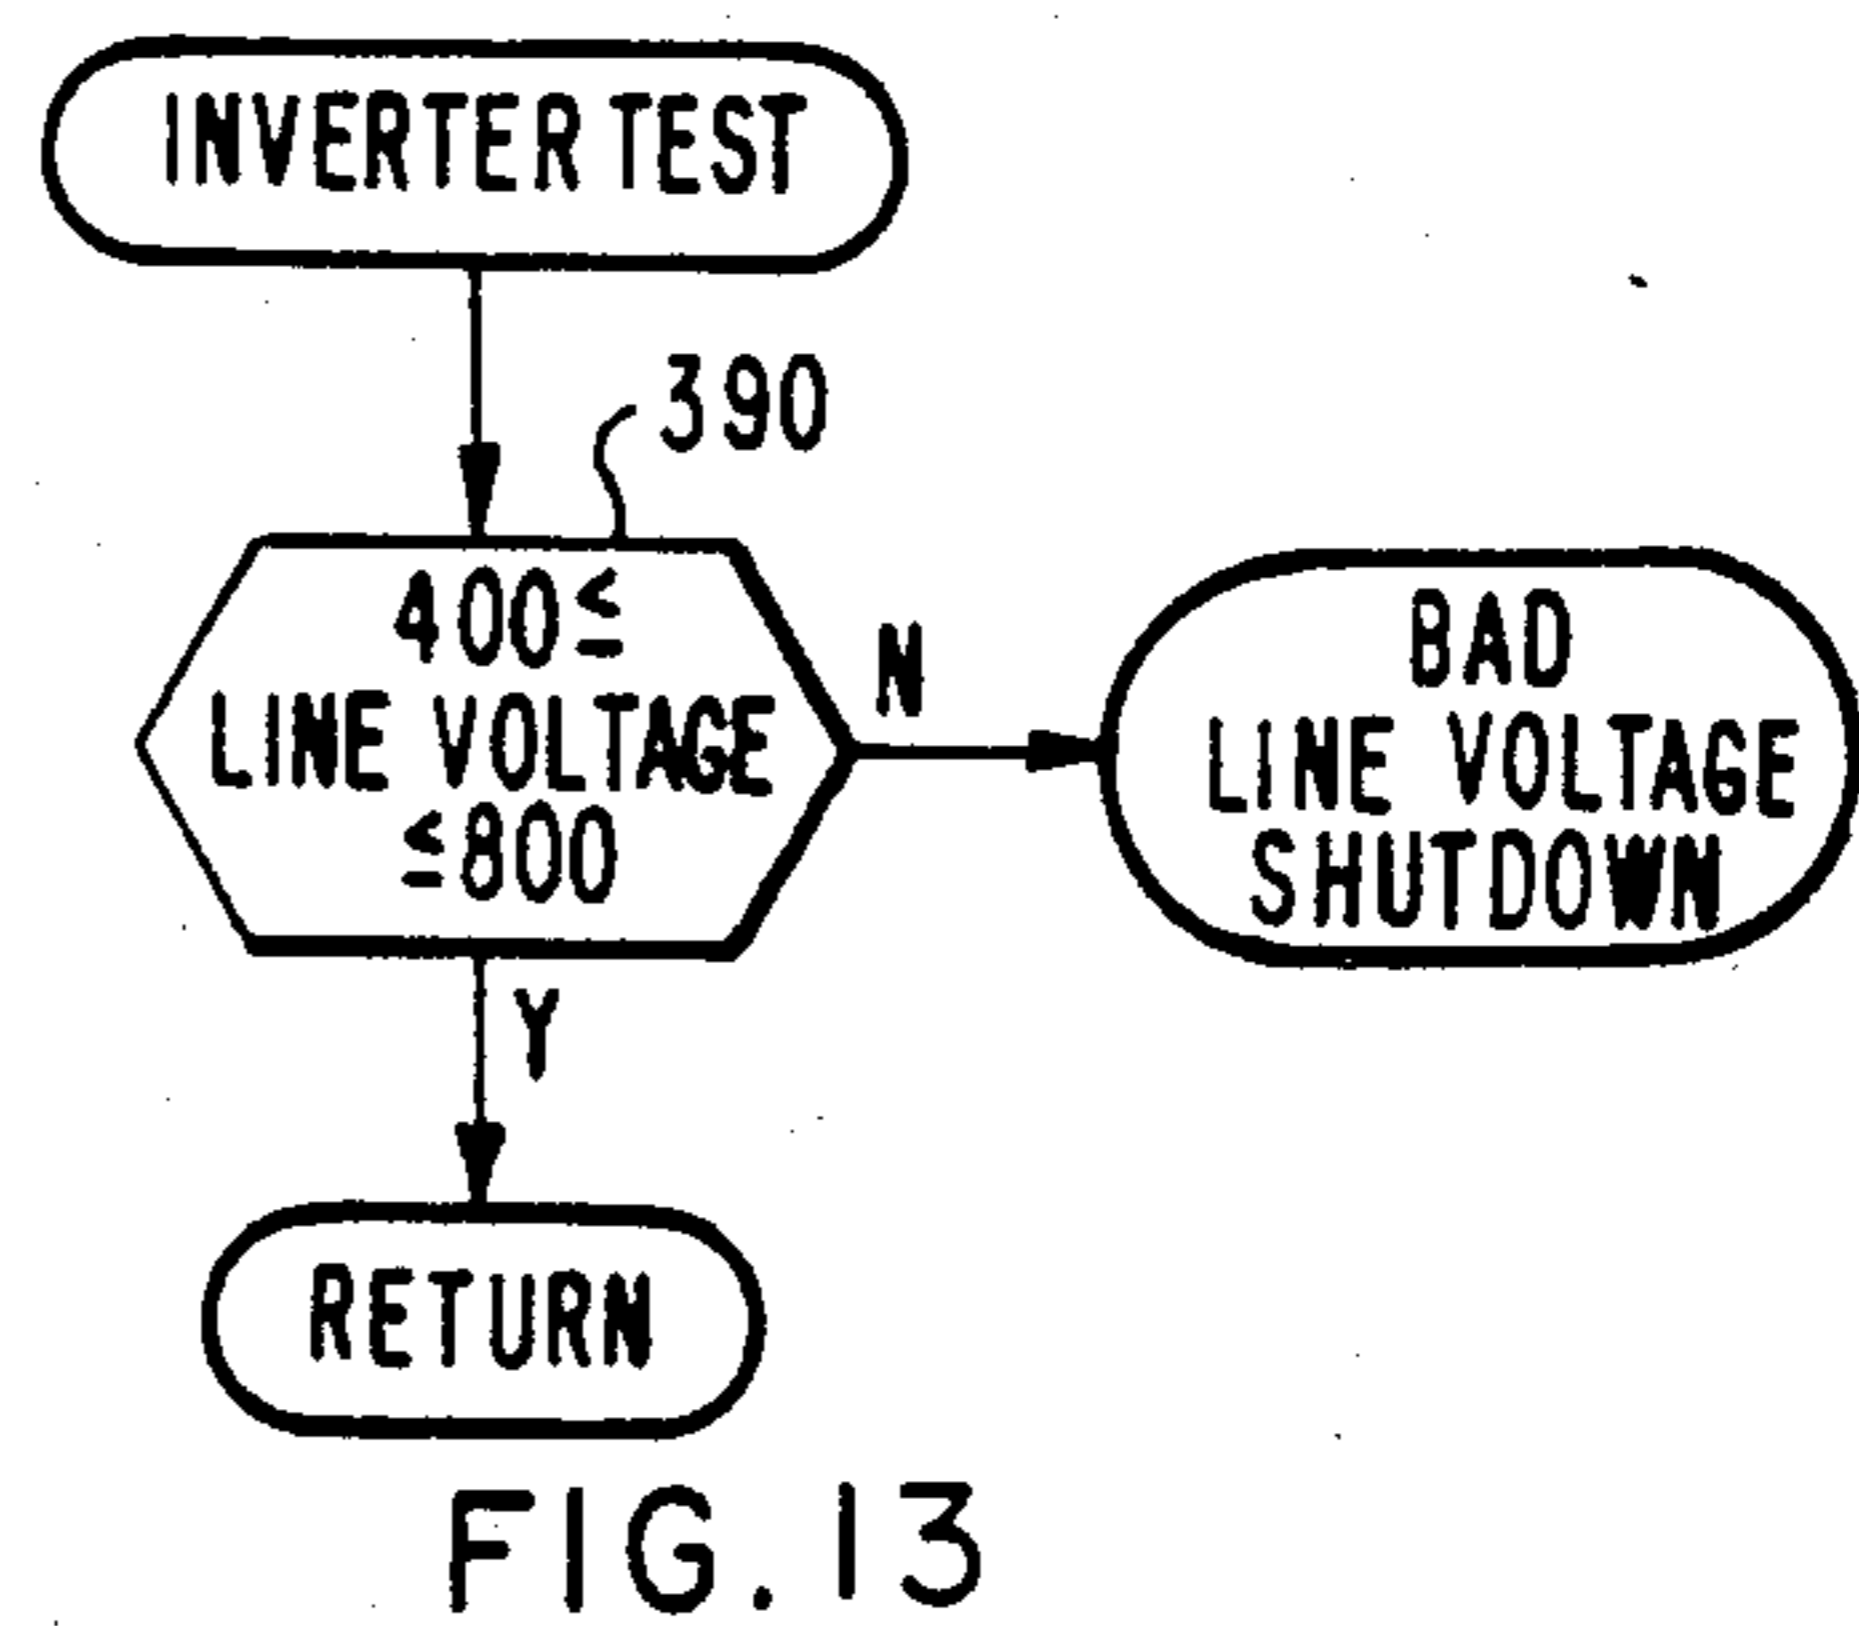 INVERTER TEST
390
400≤
LINE VOLTAGE
≤800
N
BAD
LINE VOLTAGE
SHUTDOWN
Y
RETURN
FIG.13